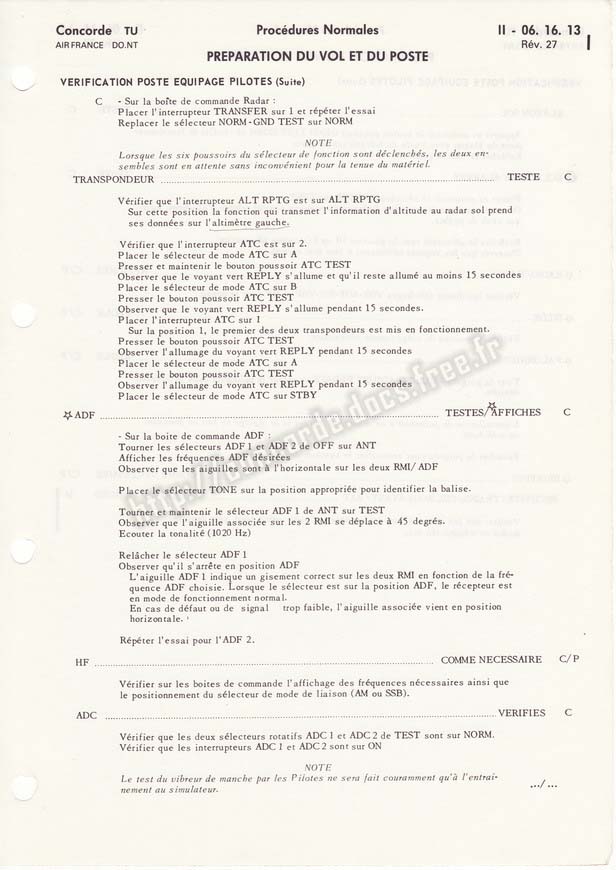 Concorde TU Procédures Normales II - 06. 16. 13
AIR FRANCE DO.NT Rév. 27
PREPARATION DU VOL ET DU POSTE
VERIFICATION POSTE EQUIPAGE PILOTES (Suite)
C - Sur la boîte de commande Radar :
Placer l'interrupteur TRANSFER sur 1 et répéter l'essai
Replacer le sélecteur NORM-GND TEST sur NORM
NOTE
Lorsque les six poussoirs du sélecteur de fonction sont déclenchés, les deux en-
sembles sont en attente sans inconvénient pour la tenue du matériel.
TRANSPONDEUR ........ TESTE C
Vérifier que l'interrupteur ALT RPTG est sur ALT RPTG
Sur cette position la fonction qui transmet l'information d'altitude au radar sol prend
ses données sur l'altimètre gauche.
Vérifier que l'interrupteur ATC est sur 2.
Placer le sélecteur de mode ATC sur A
Presser et maintenir le bouton poussoir ATC TEST
Observer que le voyant vert REPLY s'allume et qu'il reste allumé au moins 15 secondes
Placer le sélecteur de mode ATC sur B
Presser le bouton poussoir ATC TEST
Observer que le voyant vert REPLY s'allume pendant 15 secondes.
Placer l'interrupteur ATC sur 1
Sur la position 1, le premier des deux transpondeurs est mis en fonctionnement.
Presser le bouton poussoir ATC TEST
Observer l'allumage du voyant vert REPLY pendant 15 secondes
Placer le sélecteur de mode ATC sur A
Presser le bouton poussoir ATC TEST
Observer l'allumage du voyant vert REPLY pendant 15 secondes
Placer le sélecteur de mode ATC sur STBY
☆ ADF ........ TESTES/☆AFFICHES C
- Sur la boite de commande ADF :
Tourner les sélecteurs ADF 1 et ADF 2 de OFF sur ANT
Afficher les fréquences ADF désirées
Observer que les aiguilles sont à l'horizontale sur les deux RMI/ADF
Placer le sélecteur TONE sur la position appropriée pour identifier la balise.
Tourner et maintenir le sélecteur ADF 1 de ANT sur TEST
Observer que l'aiguille associée sur les 2 RMI se déplace à 45 degrés.
Ecouter la tonalité (1020 Hz)
Relâcher le sélecteur ADF 1
Observer qu'il s'arrête en position ADF
L'aiguille ADF 1 indique un gisement correct sur les deux RMI en fonction de la fré-
quence ADF choisie. Lorsque le sélecteur est sur la position ADF, le récepteur est
en mode de fonctionnement normal.
En cas de défaut ou de signal trop faible, l'aiguille associée vient en position
horizontale.
Répéter l'essai pour l'ADF 2.
HF ........ COMME NECESSAIRE C/P
Vérifier sur les boites de commande l'affichage des fréquences nécessaires ainsi que
le positionnement du sélecteur de mode de liaison (AM ou SSB).
ADC ........ VERIFIES C
Vérifier que les deux sélecteurs rotatifs ADC 1 et ADC 2 de TEST sont sur NORM.
Vérifier que les interrupteurs ADC 1 et ADC 2 sont sur ON
NOTE
Le test du vibreur de manche par les Pilotes ne sera fait couramment qu'à l'entraî-
nement au simulateur. .../...
http://concorde.docs.free.fr